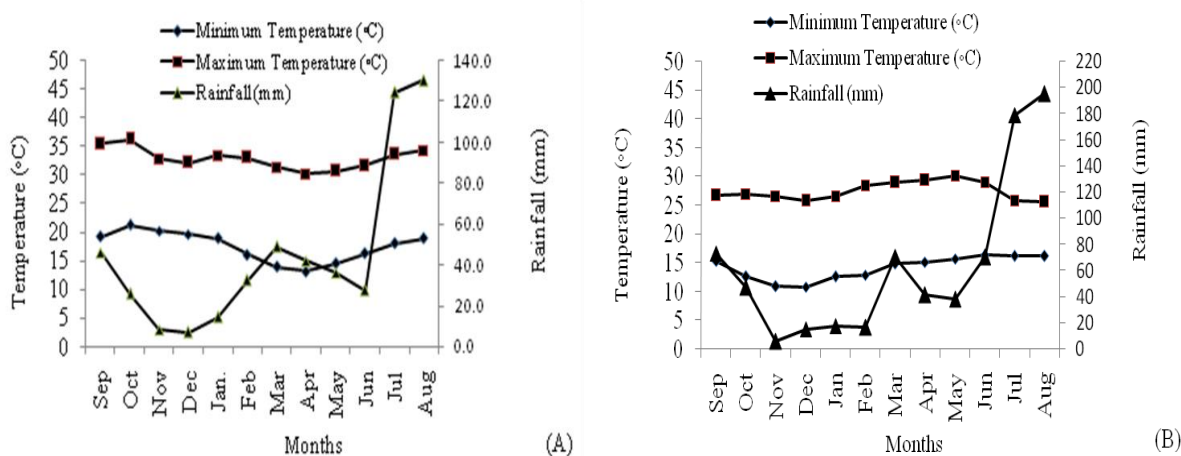 Minimum Temperature (◦C)
Maximum Temperature (◦C)
Rainfall(mm)
Temperature (◦C)
50
45
40
35
30
25
20
15
10
5
0
140.0
120.0
100.0
80.0
60.0
40.0
20.0
0.0
Rainfall (mm)
Sep
Oct
Nov
Dec
Jan.
Feb
Mar
Apr
May
Jun
Jul
Aug
Months
(A)
Minimum Temperature (◦C)
Maximum Temperature (◦C)
Rainfall (mm)
Temperature (◦C)
50
45
40
35
30
25
20
15
10
5
0
220
200
180
160
140
120
100
80
60
40
20
0
Rainfall (mm)
Sep
Oct
Nov
Dec
Jan
Feb
Mar
Apr
May
Jun
Jul
Aug
Months
(B)